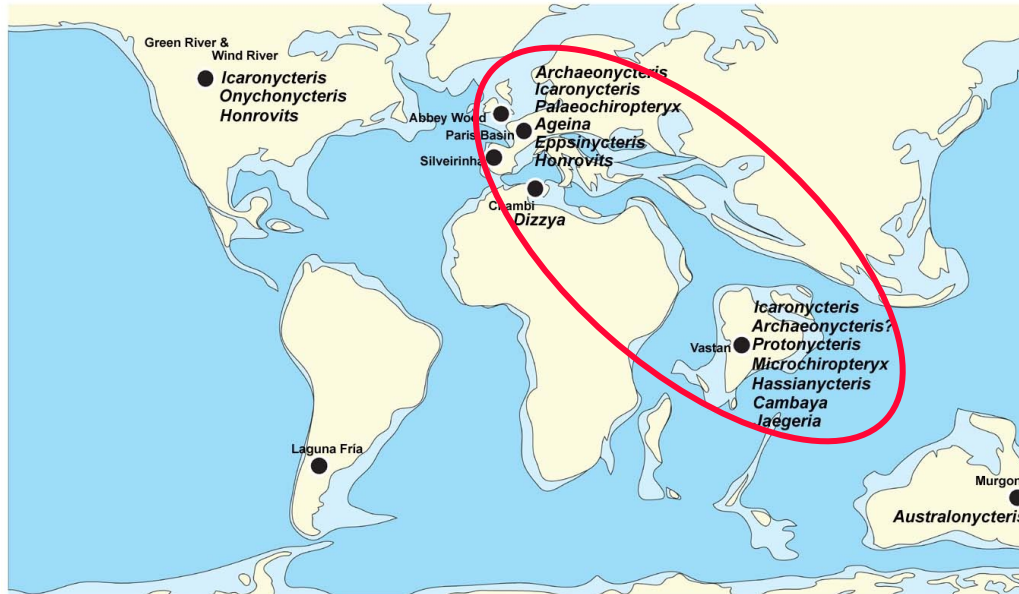 Green River &
Wind River
Icaronycteris
Onychonycteris
Honrovits
Archaeonycteris
Icaronycteris
Palaeochiropteryx
Ageina
Eppsinycteris
Honrovits
Abbey Wood
Paris Basin
Silveirinha
Chambi
Dizzya
Icaronycteris
Archaeonycteris?
Protonycteris
Microchiropteryx
Hassianycteris
Cambaya
Jaegeria
Vastan
Laguna Fría
Murgon
Australonycteris